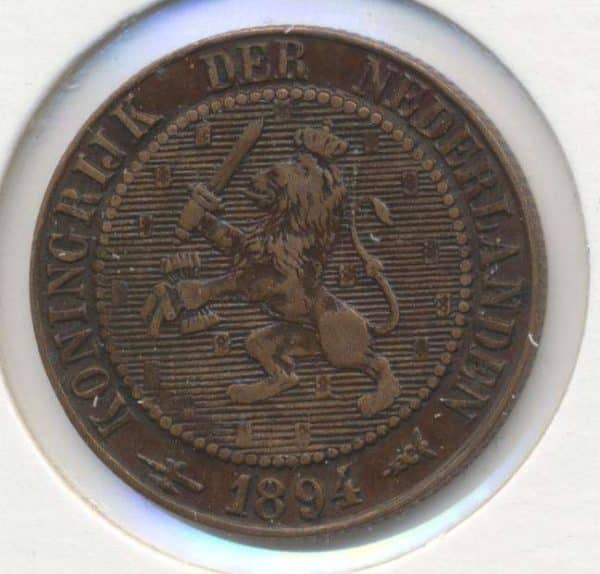 KONINGRIJK DER NEDERLANDEN
1894